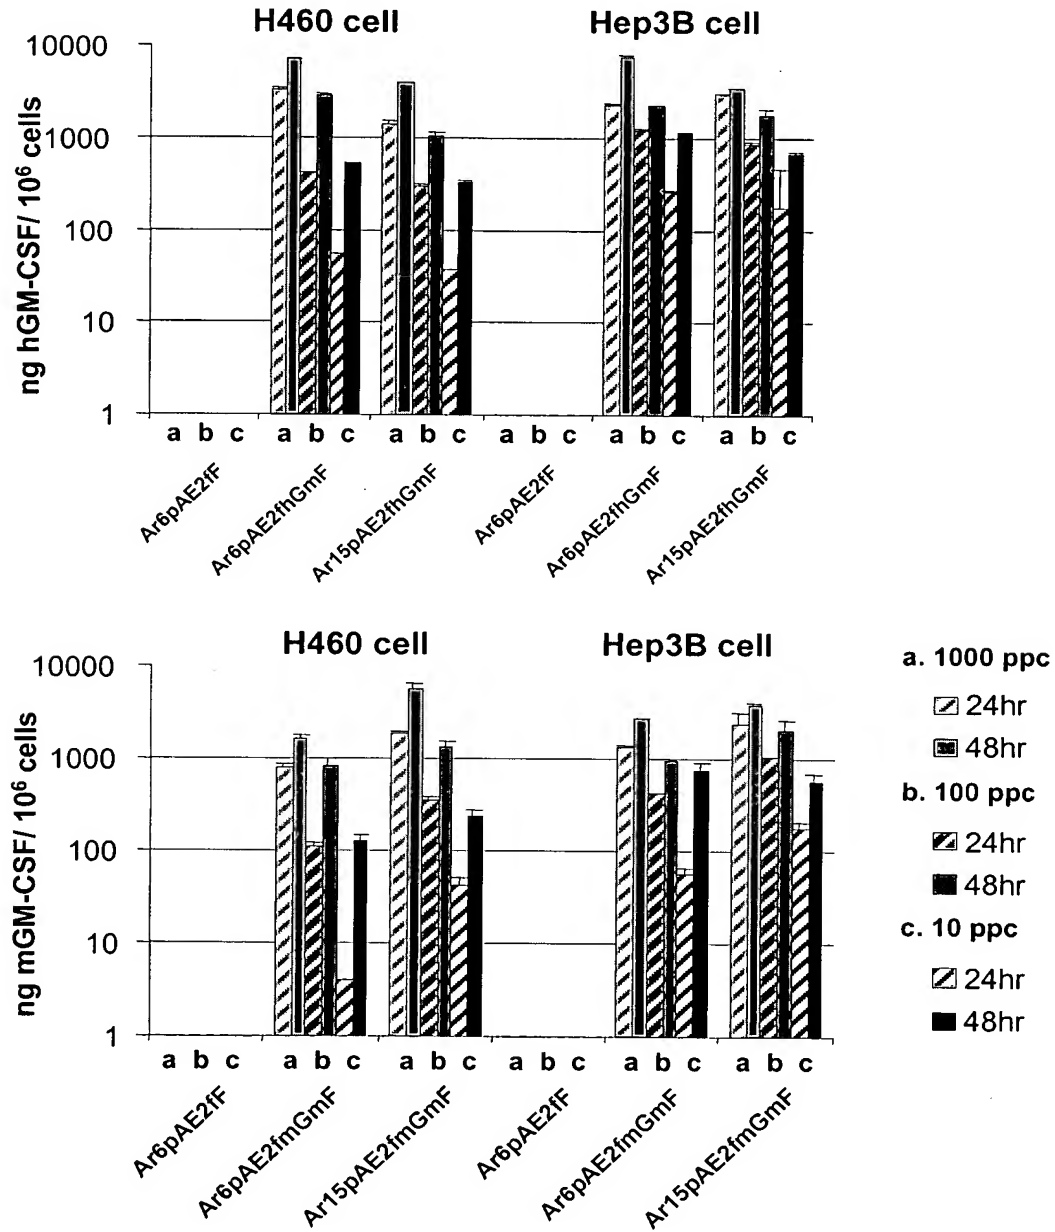 H460 cell
Hep3B cell
ng hGM-CSF/ 10⁶ cells
10000
1000
100
10
1
a b c a b c a b c a b c a b c a b c
Ar6pAE2fF
Ar6pAE2fhGmF
Ar15pAE2fhGmF
Ar6pAE2fF
Ar6pAE2fhGmF
Ar15pAE2fhGmF
H460 cell
Hep3B cell
ng mGM-CSF/ 10⁶ cells
10000
1000
100
10
1
a b c a b c a b c a b c a b c a b c
Ar6pAE2fF
Ar6pAE2fmGmF
Ar15pAE2fmGmF
Ar6pAE2fF
Ar6pAE2fmGmF
Ar15pAE2fmGmF
a. 1000 ppc
24hr
48hr
b. 100 ppc
24hr
48hr
c. 10 ppc
24hr
48hr